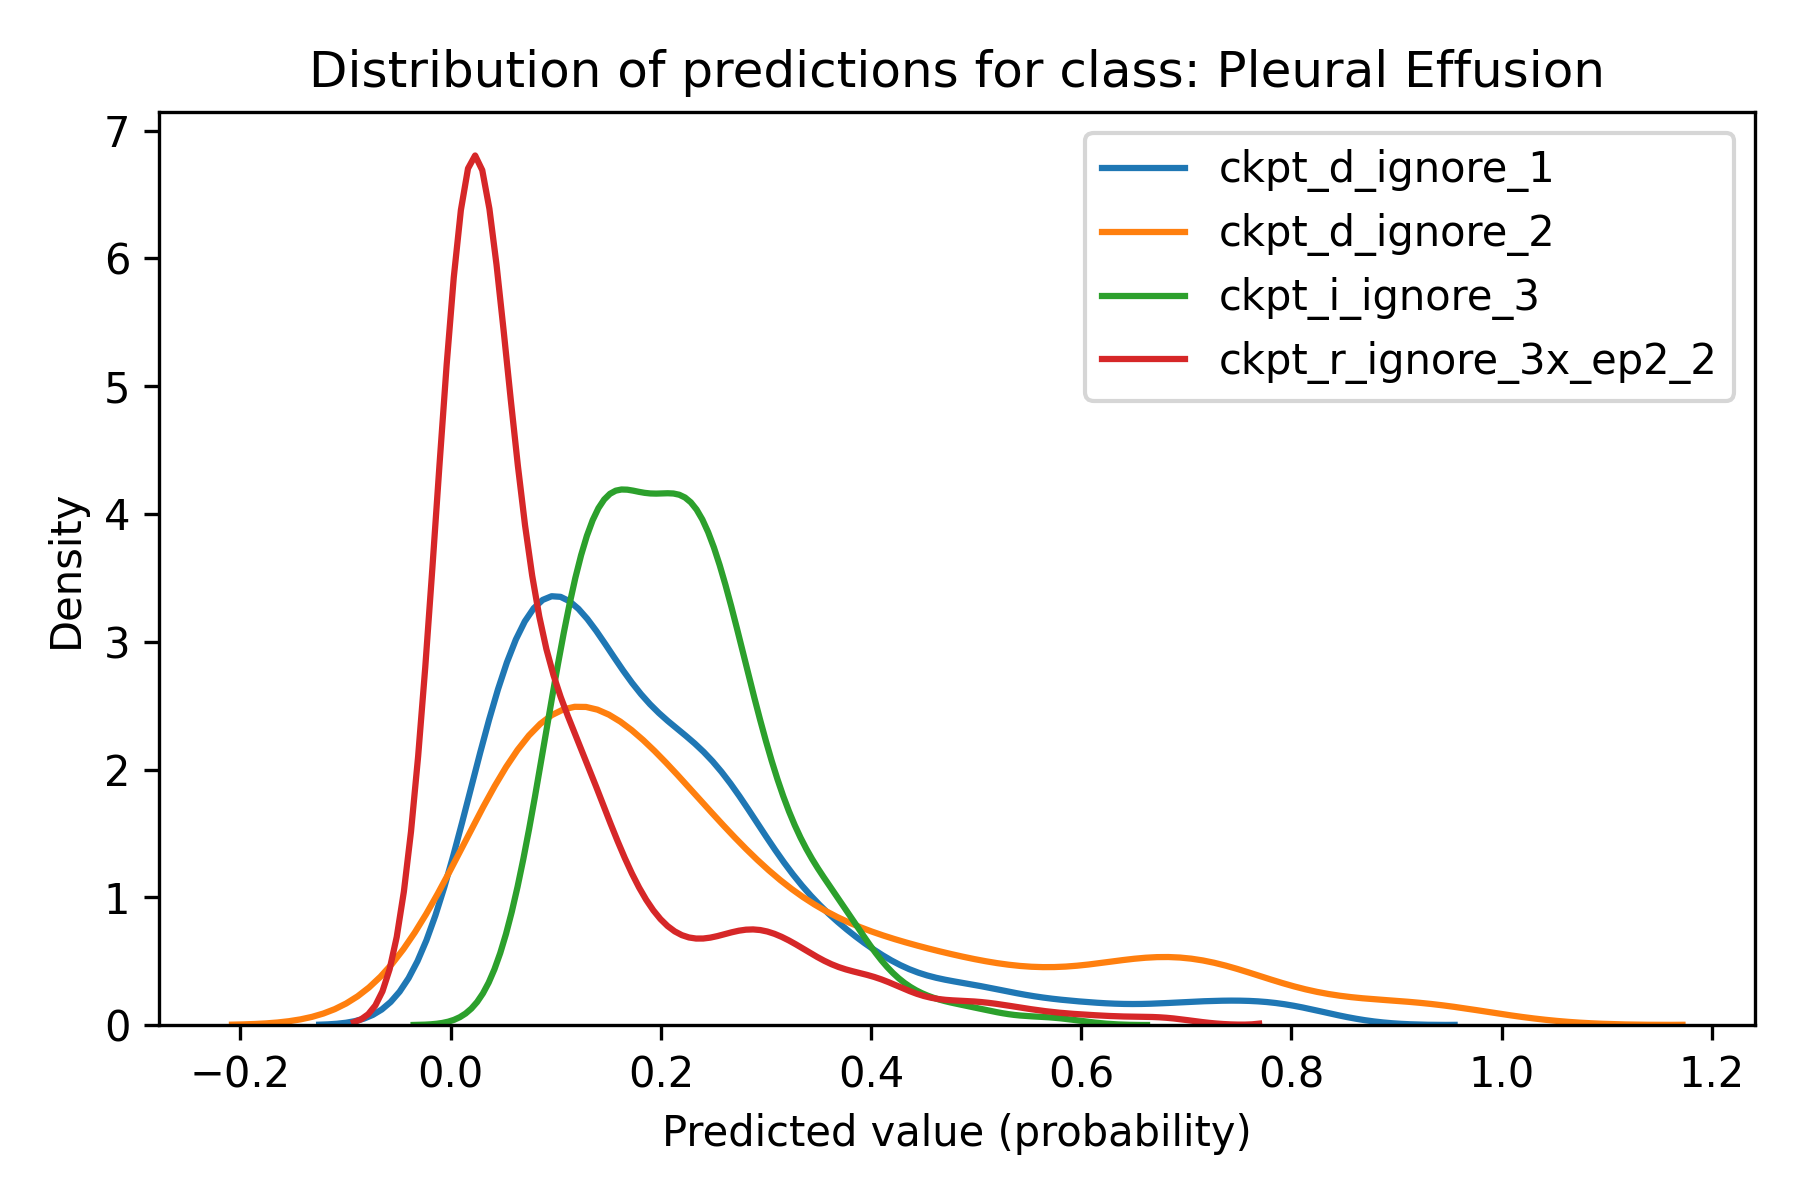 Distribution of predictions for class: Pleural Effusion
7
6
5
4
3
2
1
0
Density
ckpt_d_ignore_1
ckpt_d_ignore_2
ckpt_i_ignore_3
ckpt_r_ignore_3x_ep2_2
−0.2 0.0 0.2 0.4 0.6 0.8 1.0 1.2
Predicted value (probability)